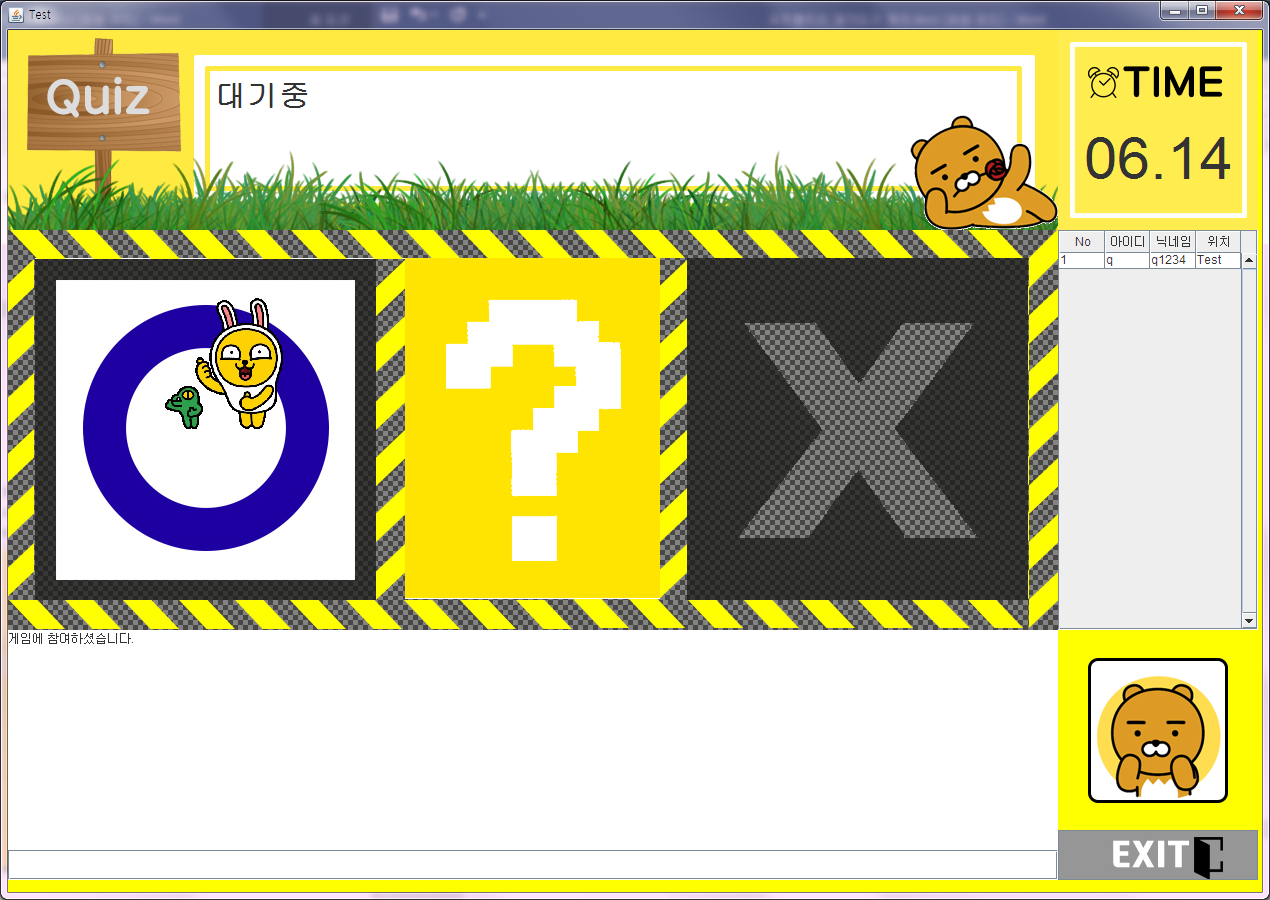 Test
Quiz
대기중
TIME
06.14
No 아이디 닉네임 위치
1 q q1234 Test
O
?
X
게임에 참여하셨습니다.
EXIT